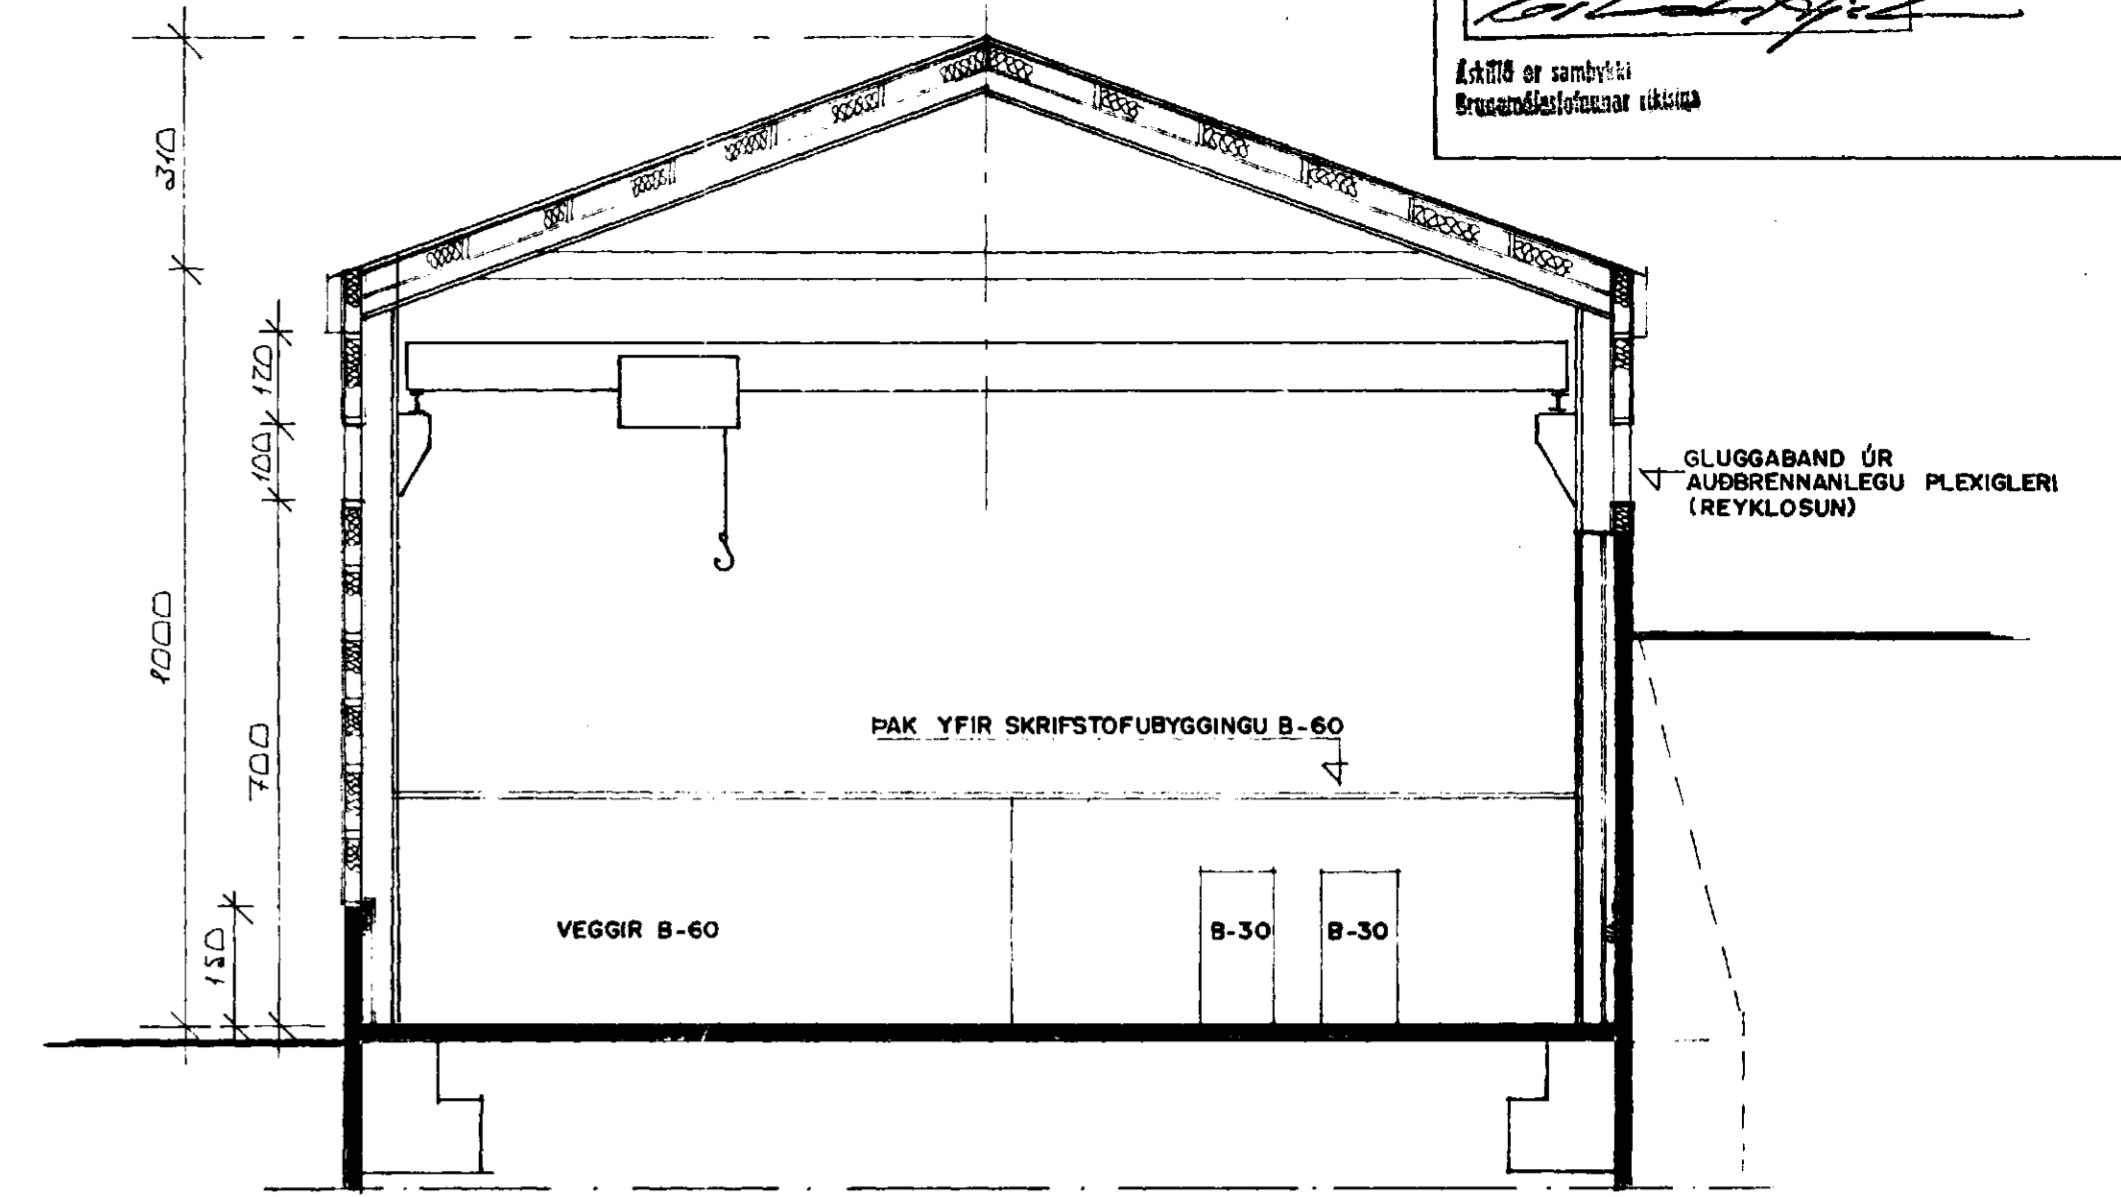 Áskilið er samþykki
Brunamálastofnunar ríkisins
310
120
100
GLUGGABAND ÚR
AUÐBRENNANLEGU PLEXIGLERI
(REYKLOSUN)
1000
700
ÞAK YFIR SKRIFSTOFUBYGGINGU B-60
150
VEGGIR B-60
B-30
B-30